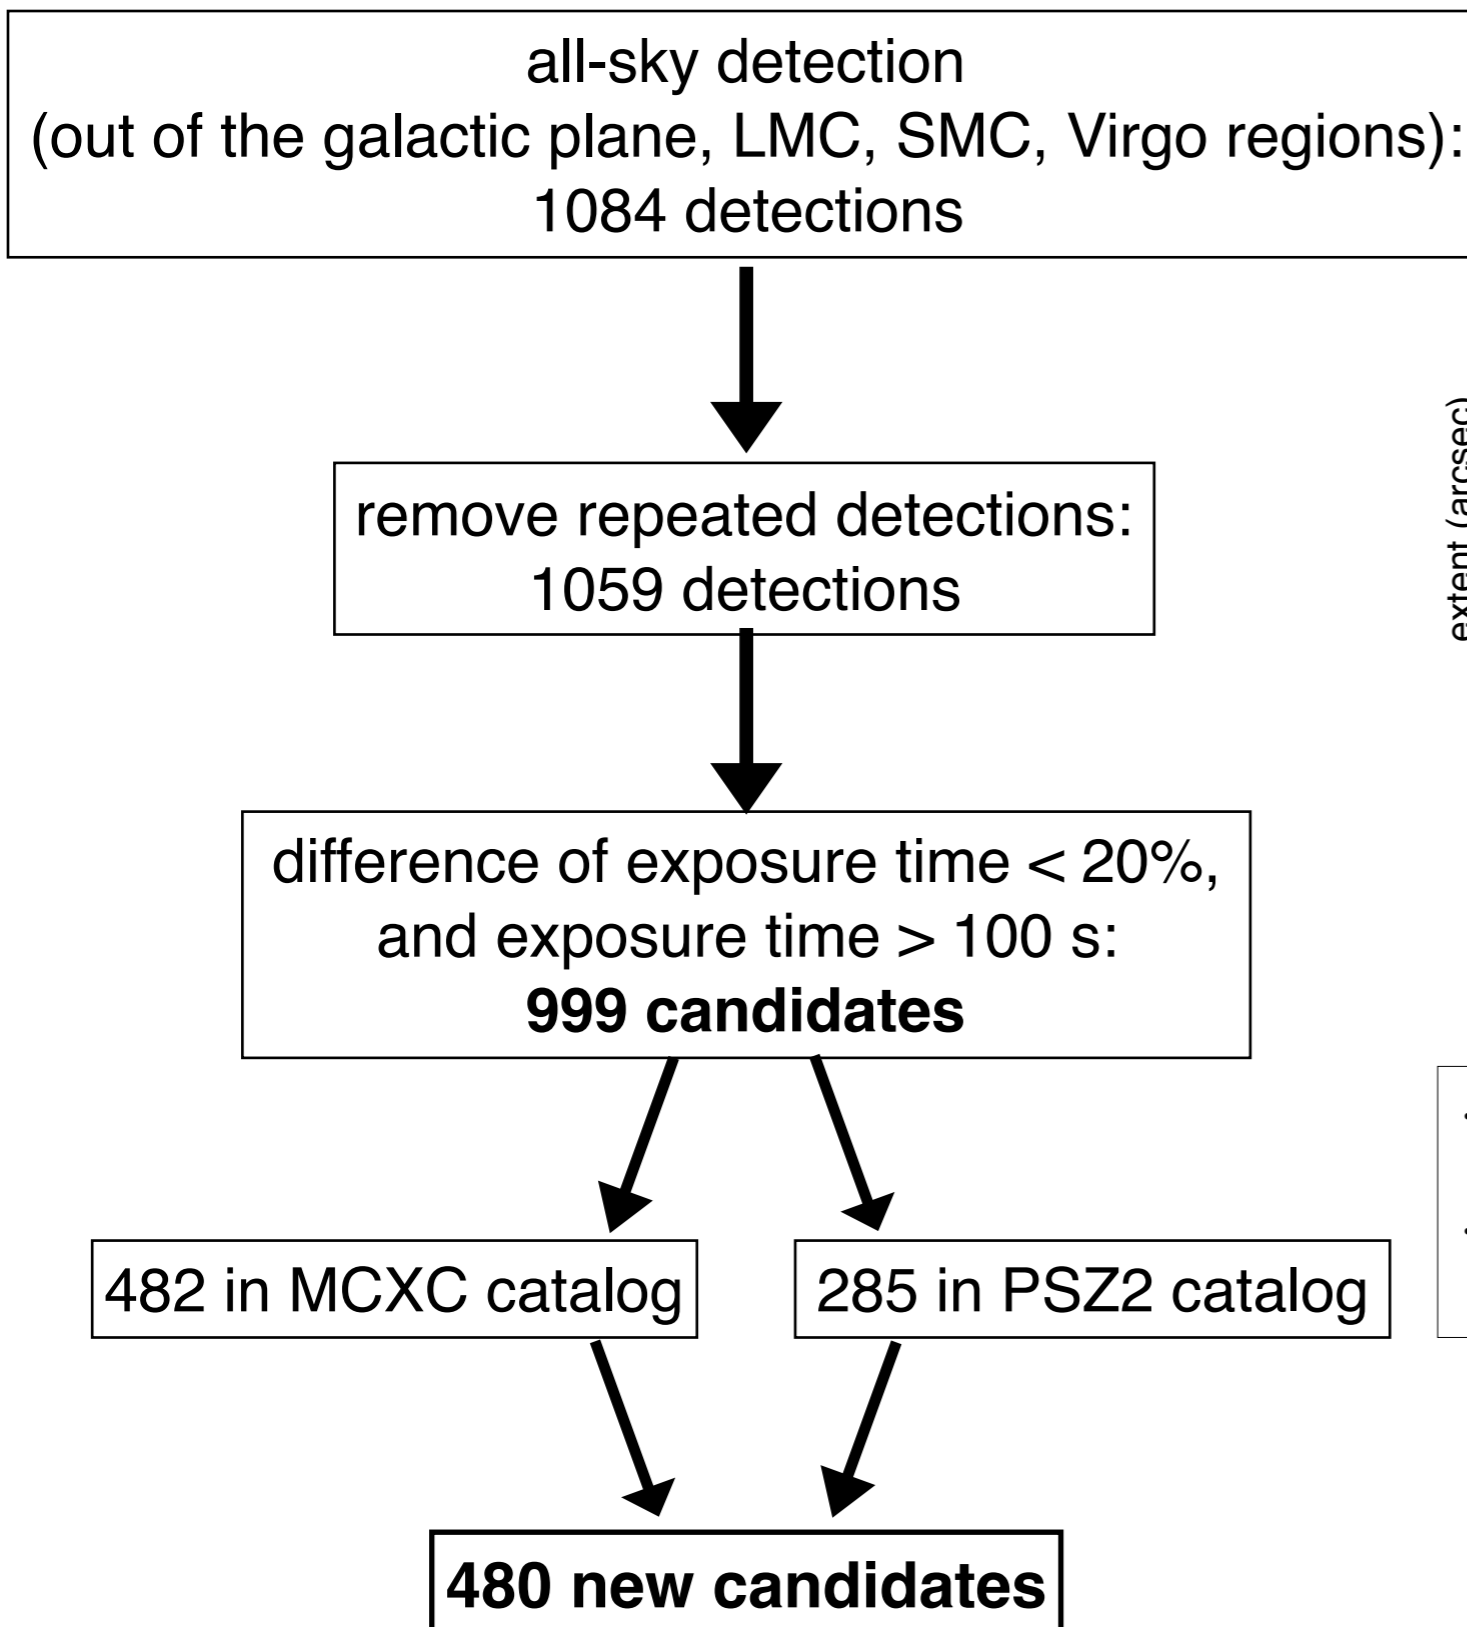 all-sky detection
(out of the galactic plane, LMC, SMC, Virgo regions):
1084 detections
remove repeated detections:
1059 detections
extent (arcsec)
difference of exposure time < 20%,
and exposure time > 100 s:
999 candidates
482 in MCXC catalog
285 in PSZ2 catalog
480 new candidates